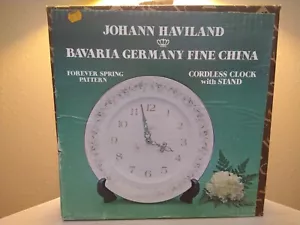 JOHANN HAVILAND
BAVARIA GERMANY FINE CHINA
FOREVER SPRING
PATTERN
CORDLESS CLOCK
with STAND